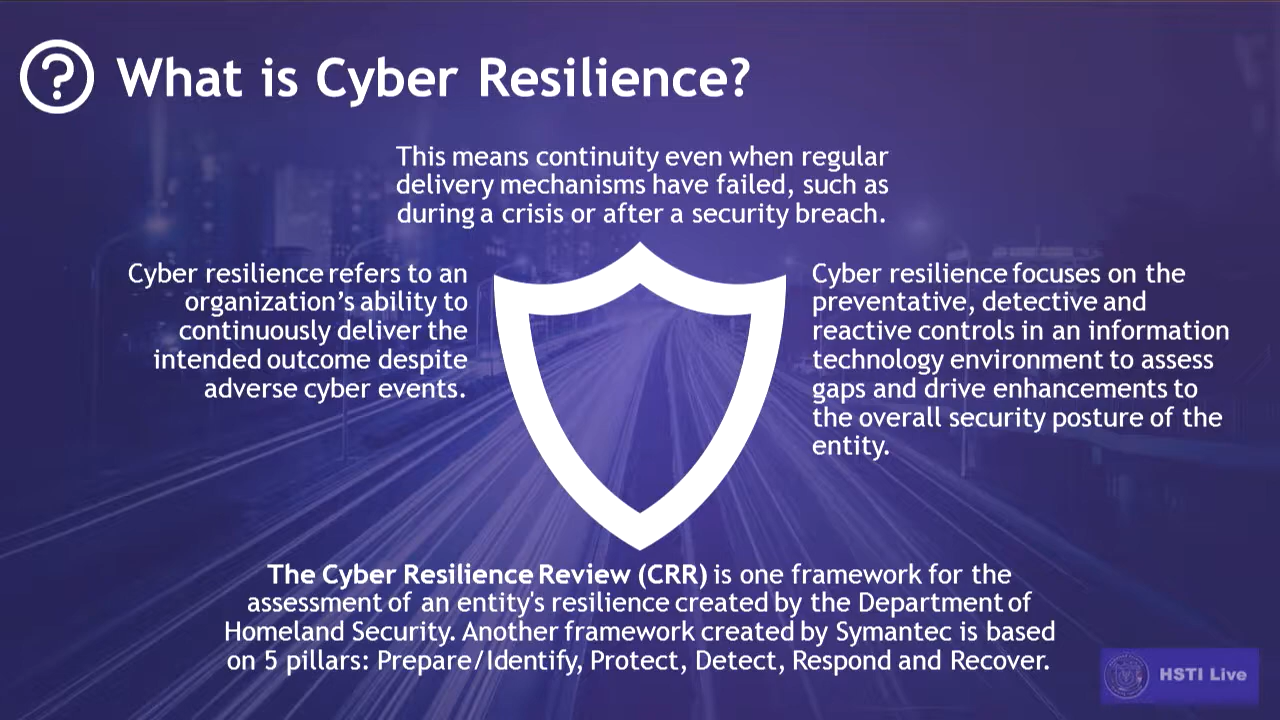 What is Cyber Resilience?
This means continuity even when regular
delivery mechanisms have failed, such as
during a crisis or after a security breach.
Cyber resilience refers to an
organization’s ability to
continuously deliver the
intended outcome despite
adverse cyber events.
Cyber resilience focuses on the
preventative, detective and
reactive controls in an information
technology environment to assess
gaps and drive enhancements to
the overall security posture of the
entity.
The Cyber Resilience Review (CRR) is one framework for the
assessment of an entity's resilience created by the Department of
Homeland Security. Another framework created by Symantec is based
on 5 pillars: Prepare/Identify, Protect, Detect, Respond and Recover.
HSTI Live